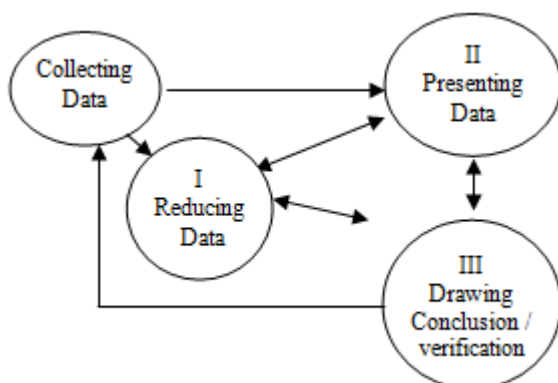 Collecting
Data
II
Presenting
Data
I
Reducing
Data
III
Drawing
Conclusion /
verification